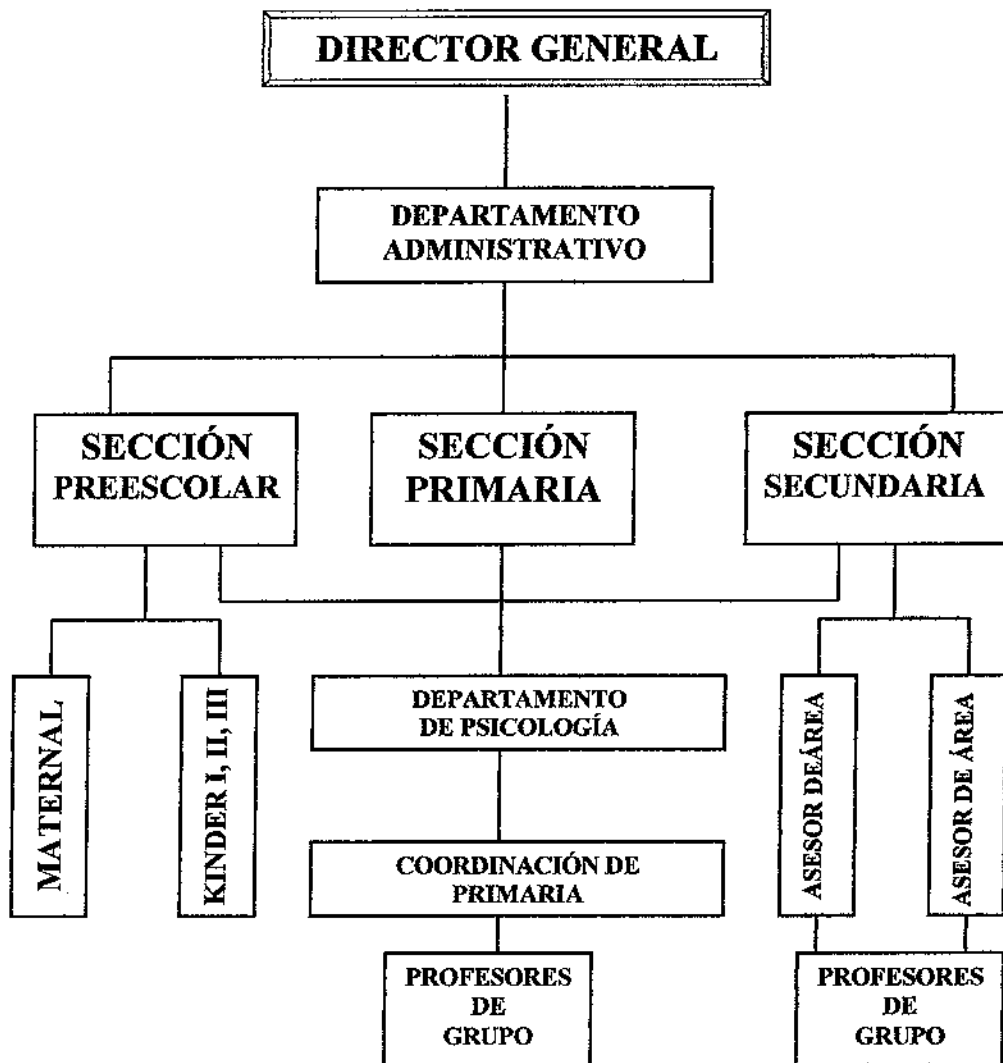 DIRECTOR GENERAL
DEPARTAMENTO
ADMINISTRATIVO
SECCIÓN
PREESCOLAR
SECCIÓN
PRIMARIA
SECCIÓN
SECUNDARIA
MATERNAL
KINDER I, II, III
DEPARTAMENTO
DE PSICOLOGÍA
COORDINACIÓN DE
PRIMARIA
PROFESORES
DE
GRUPO
ASESOR DEÁREA
ASESOR DE ÁREA
PROFESORES
DE
GRUPO